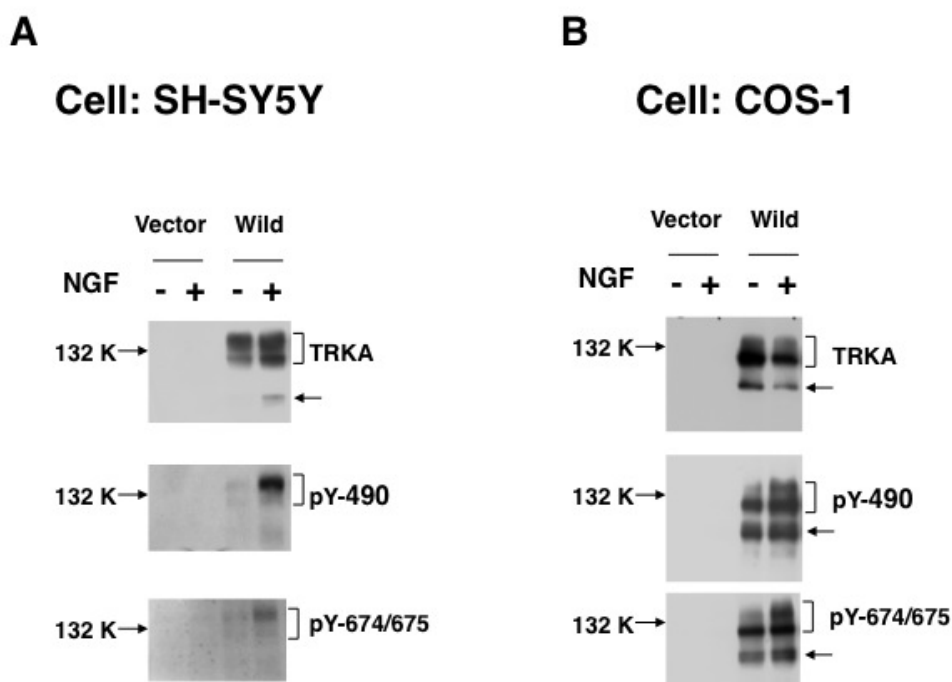 A
Cell: SH-SY5Y
Vector Wild
NGF - + - +
132 K TRKA
132 K pY-490
132 K pY-674/675
B
Cell: COS-1
Vector Wild
NGF - + - +
132 K TRKA
132 K pY-490
132 K pY-674/675